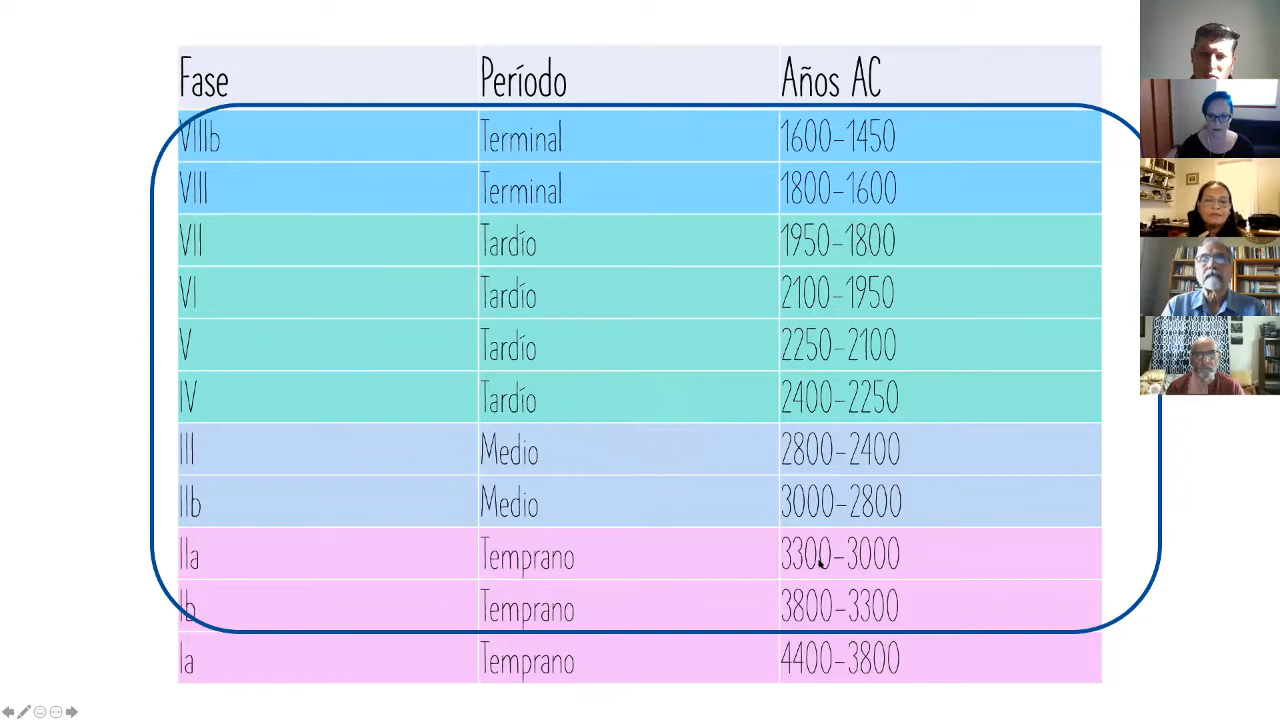 Fase Período Años AC
VIIIb Terminal 1600-1450
VIII Terminal 1800-1600
VII Tardío 1950-1800
VI Tardío 2100-1950
V Tardío 2250-2100
IV Tardío 2400-2250
III Medio 2800-2400
IIb Medio 3000-2800
IIa Temprano 3300-3000
Ib Temprano 3800-3300
Ia Temprano 4400-3800